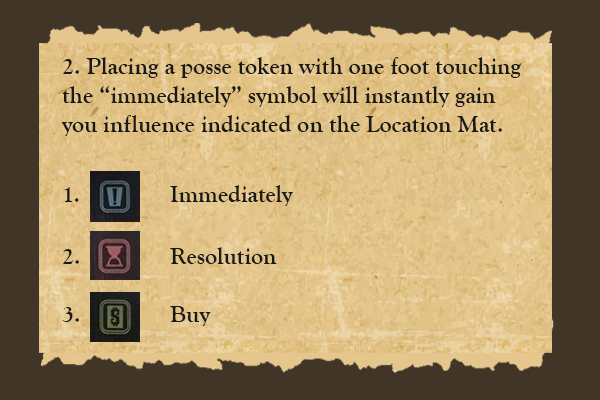 2. Placing a posse token with one foot touching
the “immediately” symbol will instantly gain
you influence indicated on the Location Mat.
1. ! Immediately
2. Resolution
3. $ Buy